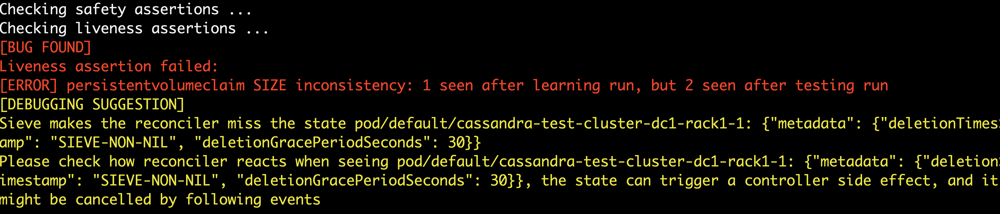 Checking safety assertions ...
Checking liveness assertions ...
[BUG FOUND]
Liveness assertion failed:
[ERROR] persistentvolumeclaim SIZE inconsistency: 1 seen after learning run, but 2 seen after testing run
[DEBUGGING SUGGESTION]
Sieve makes the reconciler miss the state pod/default/cassandra-test-cluster-dc1-rack1-1: {"metadata": {"deletionTimes
amp": "SIEVE-NON-NIL", "deletionGracePeriodSeconds": 30}}
Please check how reconciler reacts when seeing pod/default/cassandra-test-cluster-dc1-rack1-1: {"metadata": {"deletion
imestamp": "SIEVE-NON-NIL", "deletionGracePeriodSeconds": 30}}, the state can trigger a controller side effect, and it
might be cancelled by following events